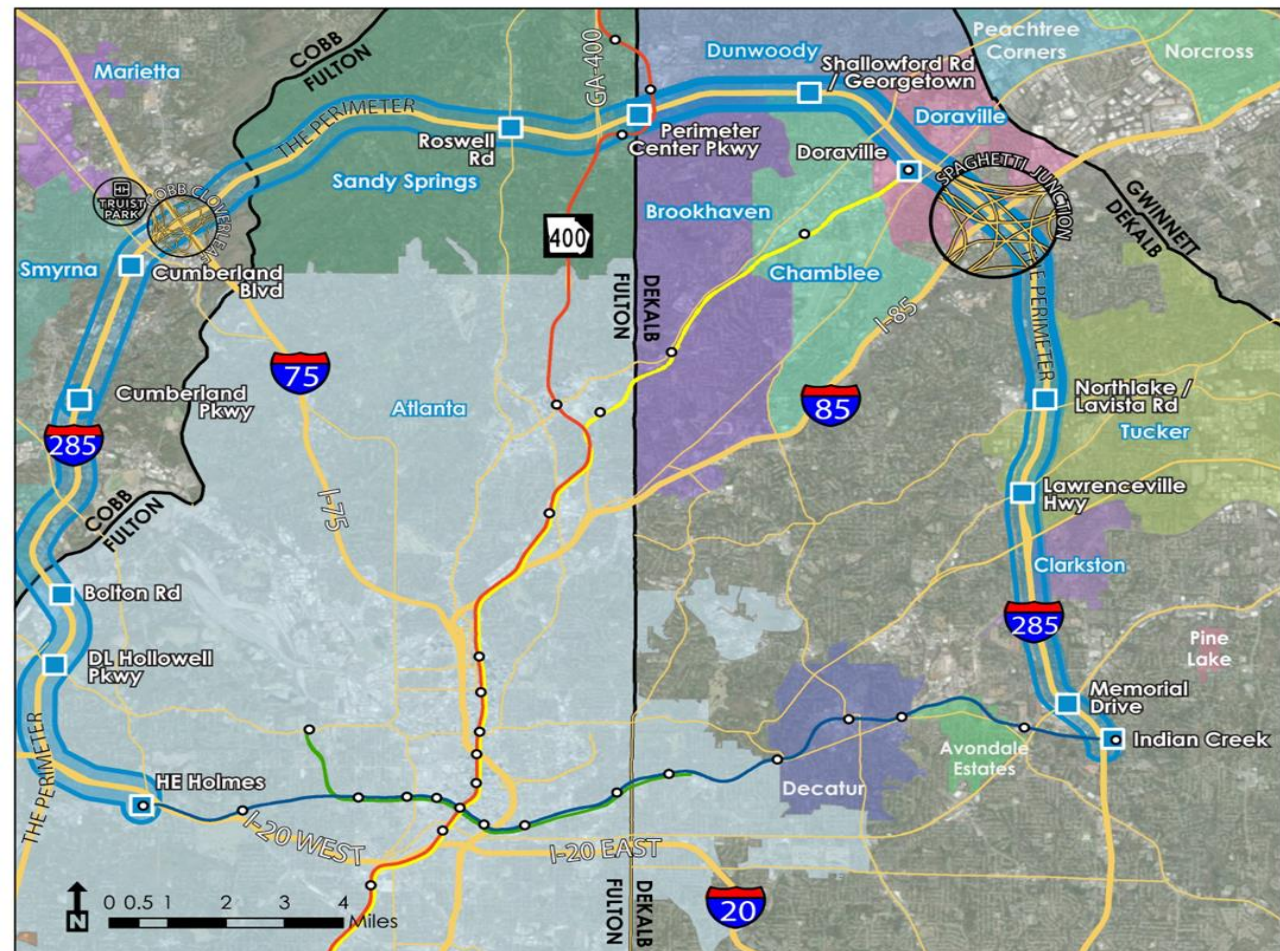 Marietta
COBB
FULTON
GA-400
Dunwoody
Peachtree
Corners
Norcross
Shallowford Rd
/ Georgetown
THE PERIMETER
Roswell
Rd
Perimeter
Center Pkwy
Doraville
Doraville
SPAGHETTI JUNCTION
TRUIST
PARK
COBB CLOVERLEAF
Sandy Springs
Brookhaven
GWINNETT
DEKALB
400
Smyrna
Cumberland
Blvd
FULTON
DEKALB
Chamblee
THE PERIMETER
I-85
75
85
Cumberland
Pkwy
Atlanta
Northlake /
Lavista Rd
Tucker
285
I-75
Lawrenceville
Hwy
COBB
FULTON
Clarkston
Bolton Rd
285
Pine
Lake
DL Hollowell
Pkwy
Memorial
Drive
THE PERIMETER
Indian Creek
HE Holmes
Avondale
Estates
Decatur
I-20 WEST
I-20 EAST
N
0 0.5 1 2 3 4
Miles
FULTON
DEKALB
20